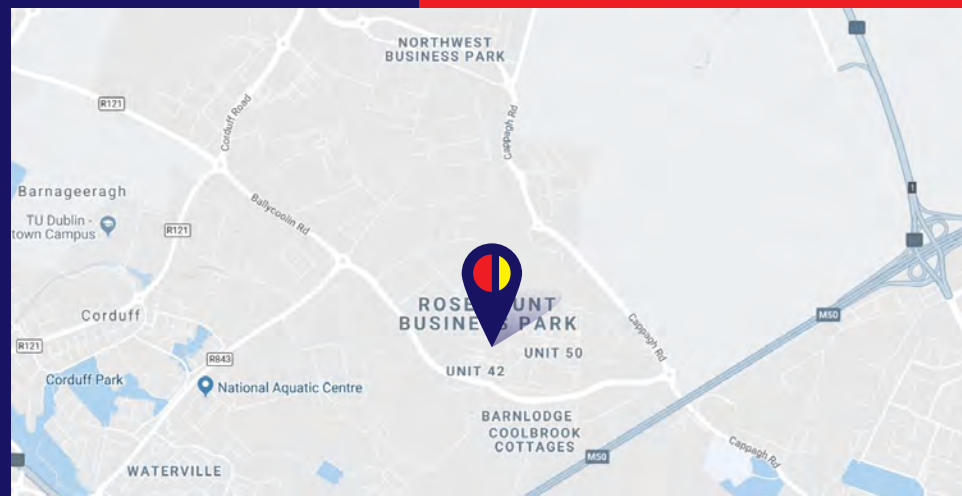 NORTHWEST
BUSINESS PARK
R121
Corduff Road
Cappagh Rd
Barnageeragh
TU Dublin -
town Campus
R121
Ballycoolin Rd
1
Corduff
R121
R843
Corduff Park
National Aquatic Centre
BUSINESS PARK
UNIT 50
UNIT 42
Cappagh Rd
M50
BARNLODGE
COOLBROOK
COTTAGES
M50
Cappagh Rd
WATERVILLE